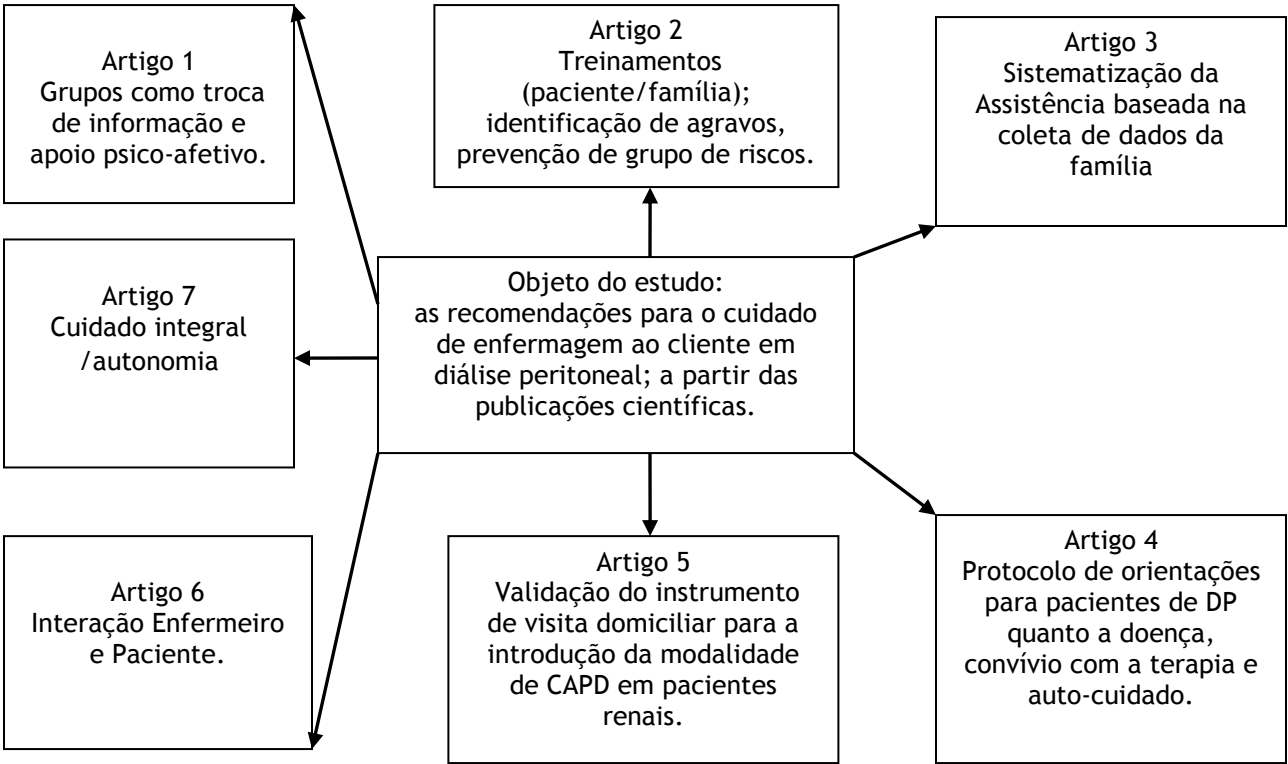 Artigo 1
Grupos como troca
de informação e
apoio psico-afetivo.
Artigo 2
Treinamentos
(paciente/família);
identificação de agravos,
prevenção de grupo de riscos.
Artigo 3
Sistematização da
Assistência baseada na
coleta de dados da
família
Artigo 7
Cuidado integral
/autonomia
Objeto do estudo:
as recomendações para o cuidado
de enfermagem ao cliente em
diálise peritoneal; a partir das
publicações científicas.
Artigo 6
Interação Enfermeiro
e Paciente.
Artigo 5
Validação do instrumento
de visita domiciliar para a
introdução da modalidade
de CAPD em pacientes
renais.
Artigo 4
Protocolo de orientações
para pacientes de DP
quanto a doença,
convívio com a terapia e
auto-cuidado.